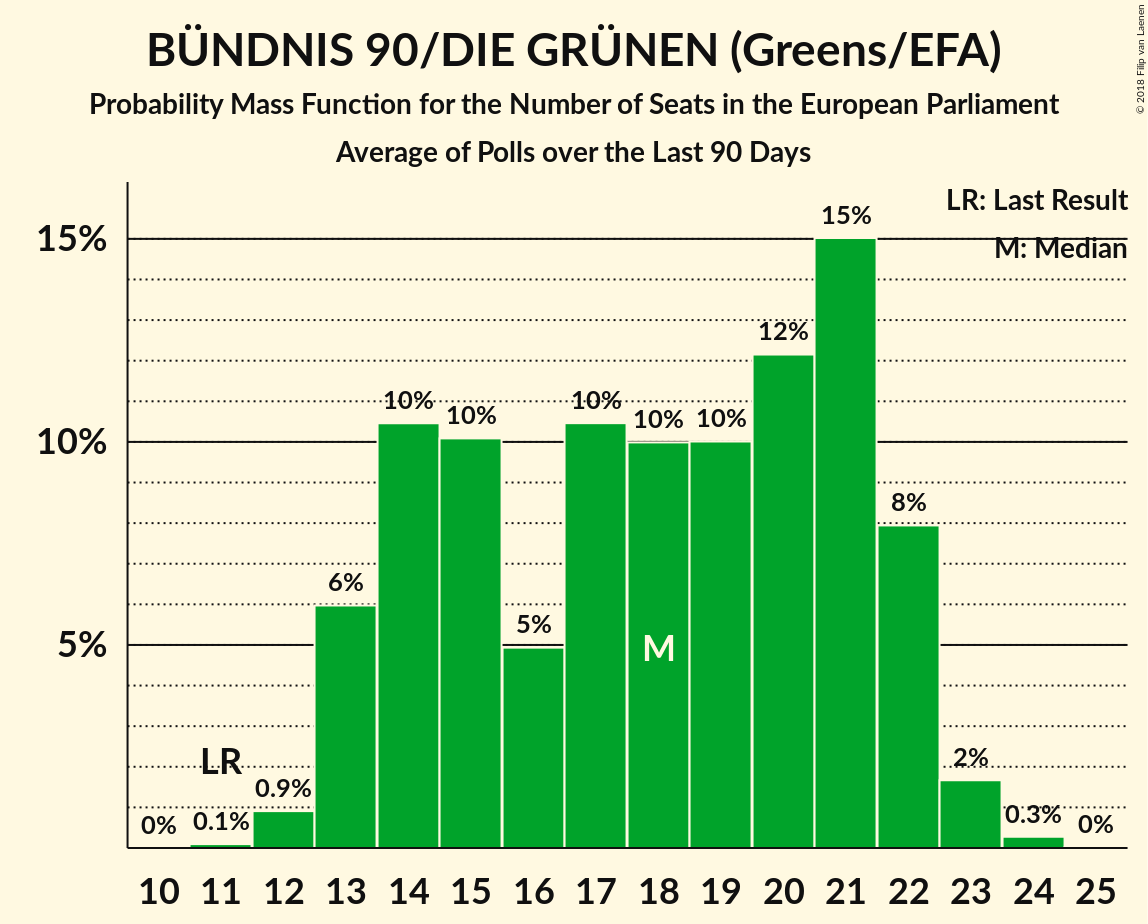 BÜNDNIS 90/DIE GRÜNEN (Greens/EFA)
Probability Mass Function for the Number of Seats in the European Parliament
Average of Polls over the Last 90 Days
© 2018 Filip van Laenen
LR: Last Result
M: Median
15%
10%
5%
0%
0.1%
0.9%
6%
10%
10%
5%
10%
10%
10%
12%
15%
8%
2%
0.3%
0%
LR
M
10 11 12 13 14 15 16 17 18 19 20 21 22 23 24 25